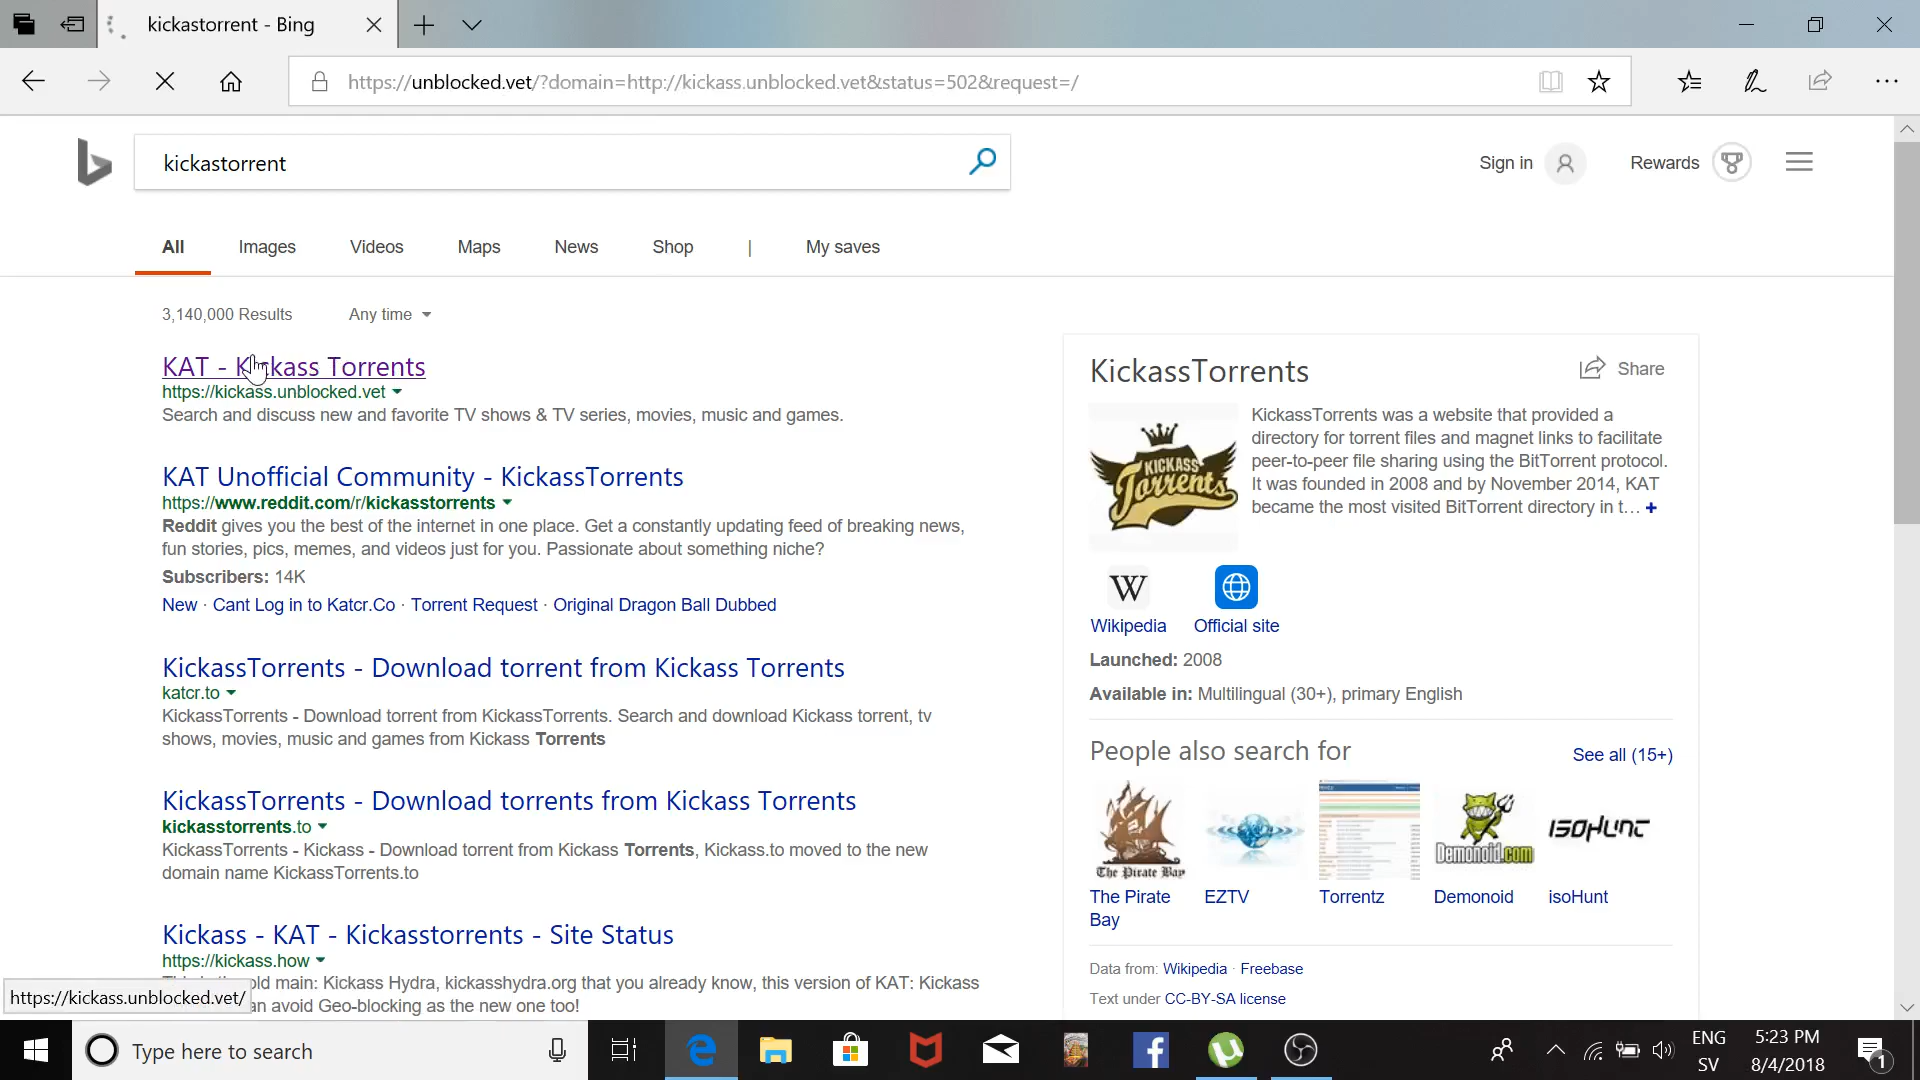 kickastorrent - Bing
https://unblocked.vet/?domain=http://kickass.unblocked.vet&status=502&request=/
kickastorrent
Sign in
Rewards
All
Images
Videos
Maps
News
Shop
|
My saves
3,140,000 Results
Any time
KAT - Kickass Torrents
https://kickass.unblocked.vet
Search and discuss new and favorite TV shows & TV series, movies, music and games.
KAT Unofficial Community - KickassTorrents
https://www.reddit.com/r/kickasstorrents
Reddit gives you the best of the internet in one place. Get a constantly updating feed of breaking news,
fun stories, pics, memes, and videos just for you. Passionate about something niche?
Subscribers: 14K
New · Cant Log in to Katcr.Co · Torrent Request · Original Dragon Ball Dubbed
KickassTorrents - Download torrent from Kickass Torrents
katcr.to
KickassTorrents - Download torrent from KickassTorrents. Search and download Kickass torrent, tv
shows, movies, music and games from Kickass Torrents
KickassTorrents - Download torrents from Kickass Torrents
kickasstorrents.to
KickassTorrents - Kickass - Download torrent from Kickass Torrents, Kickass.to moved to the new
domain name KickassTorrents.to
Kickass - KAT - Kickasstorrents - Site Status
https://kickass.how
old main: Kickass Hydra, kickasshydra.org that you already know, this version of KAT: Kickass
an avoid Geo-blocking as the new one too!
https://kickass.unblocked.vet/
KickassTorrents
Share
KICKASS
Torrents
KickassTorrents was a website that provided a
directory for torrent files and magnet links to facilitate
peer-to-peer file sharing using the BitTorrent protocol.
It was founded in 2008 and by November 2014, KAT
became the most visited BitTorrent directory in t... +
W
Wikipedia
Official site
Launched: 2008
Available in: Multilingual (30+), primary English
People also search for
See all (15+)
The Pirate Bay
Demonoid.com
isoHunt
The Pirate
Bay
EZTV
Torrentz
Demonoid
isoHunt
Data from: Wikipedia · Freebase
Text under CC-BY-SA license
Type here to search
ENG
SV
5:23 PM
8/4/2018
1